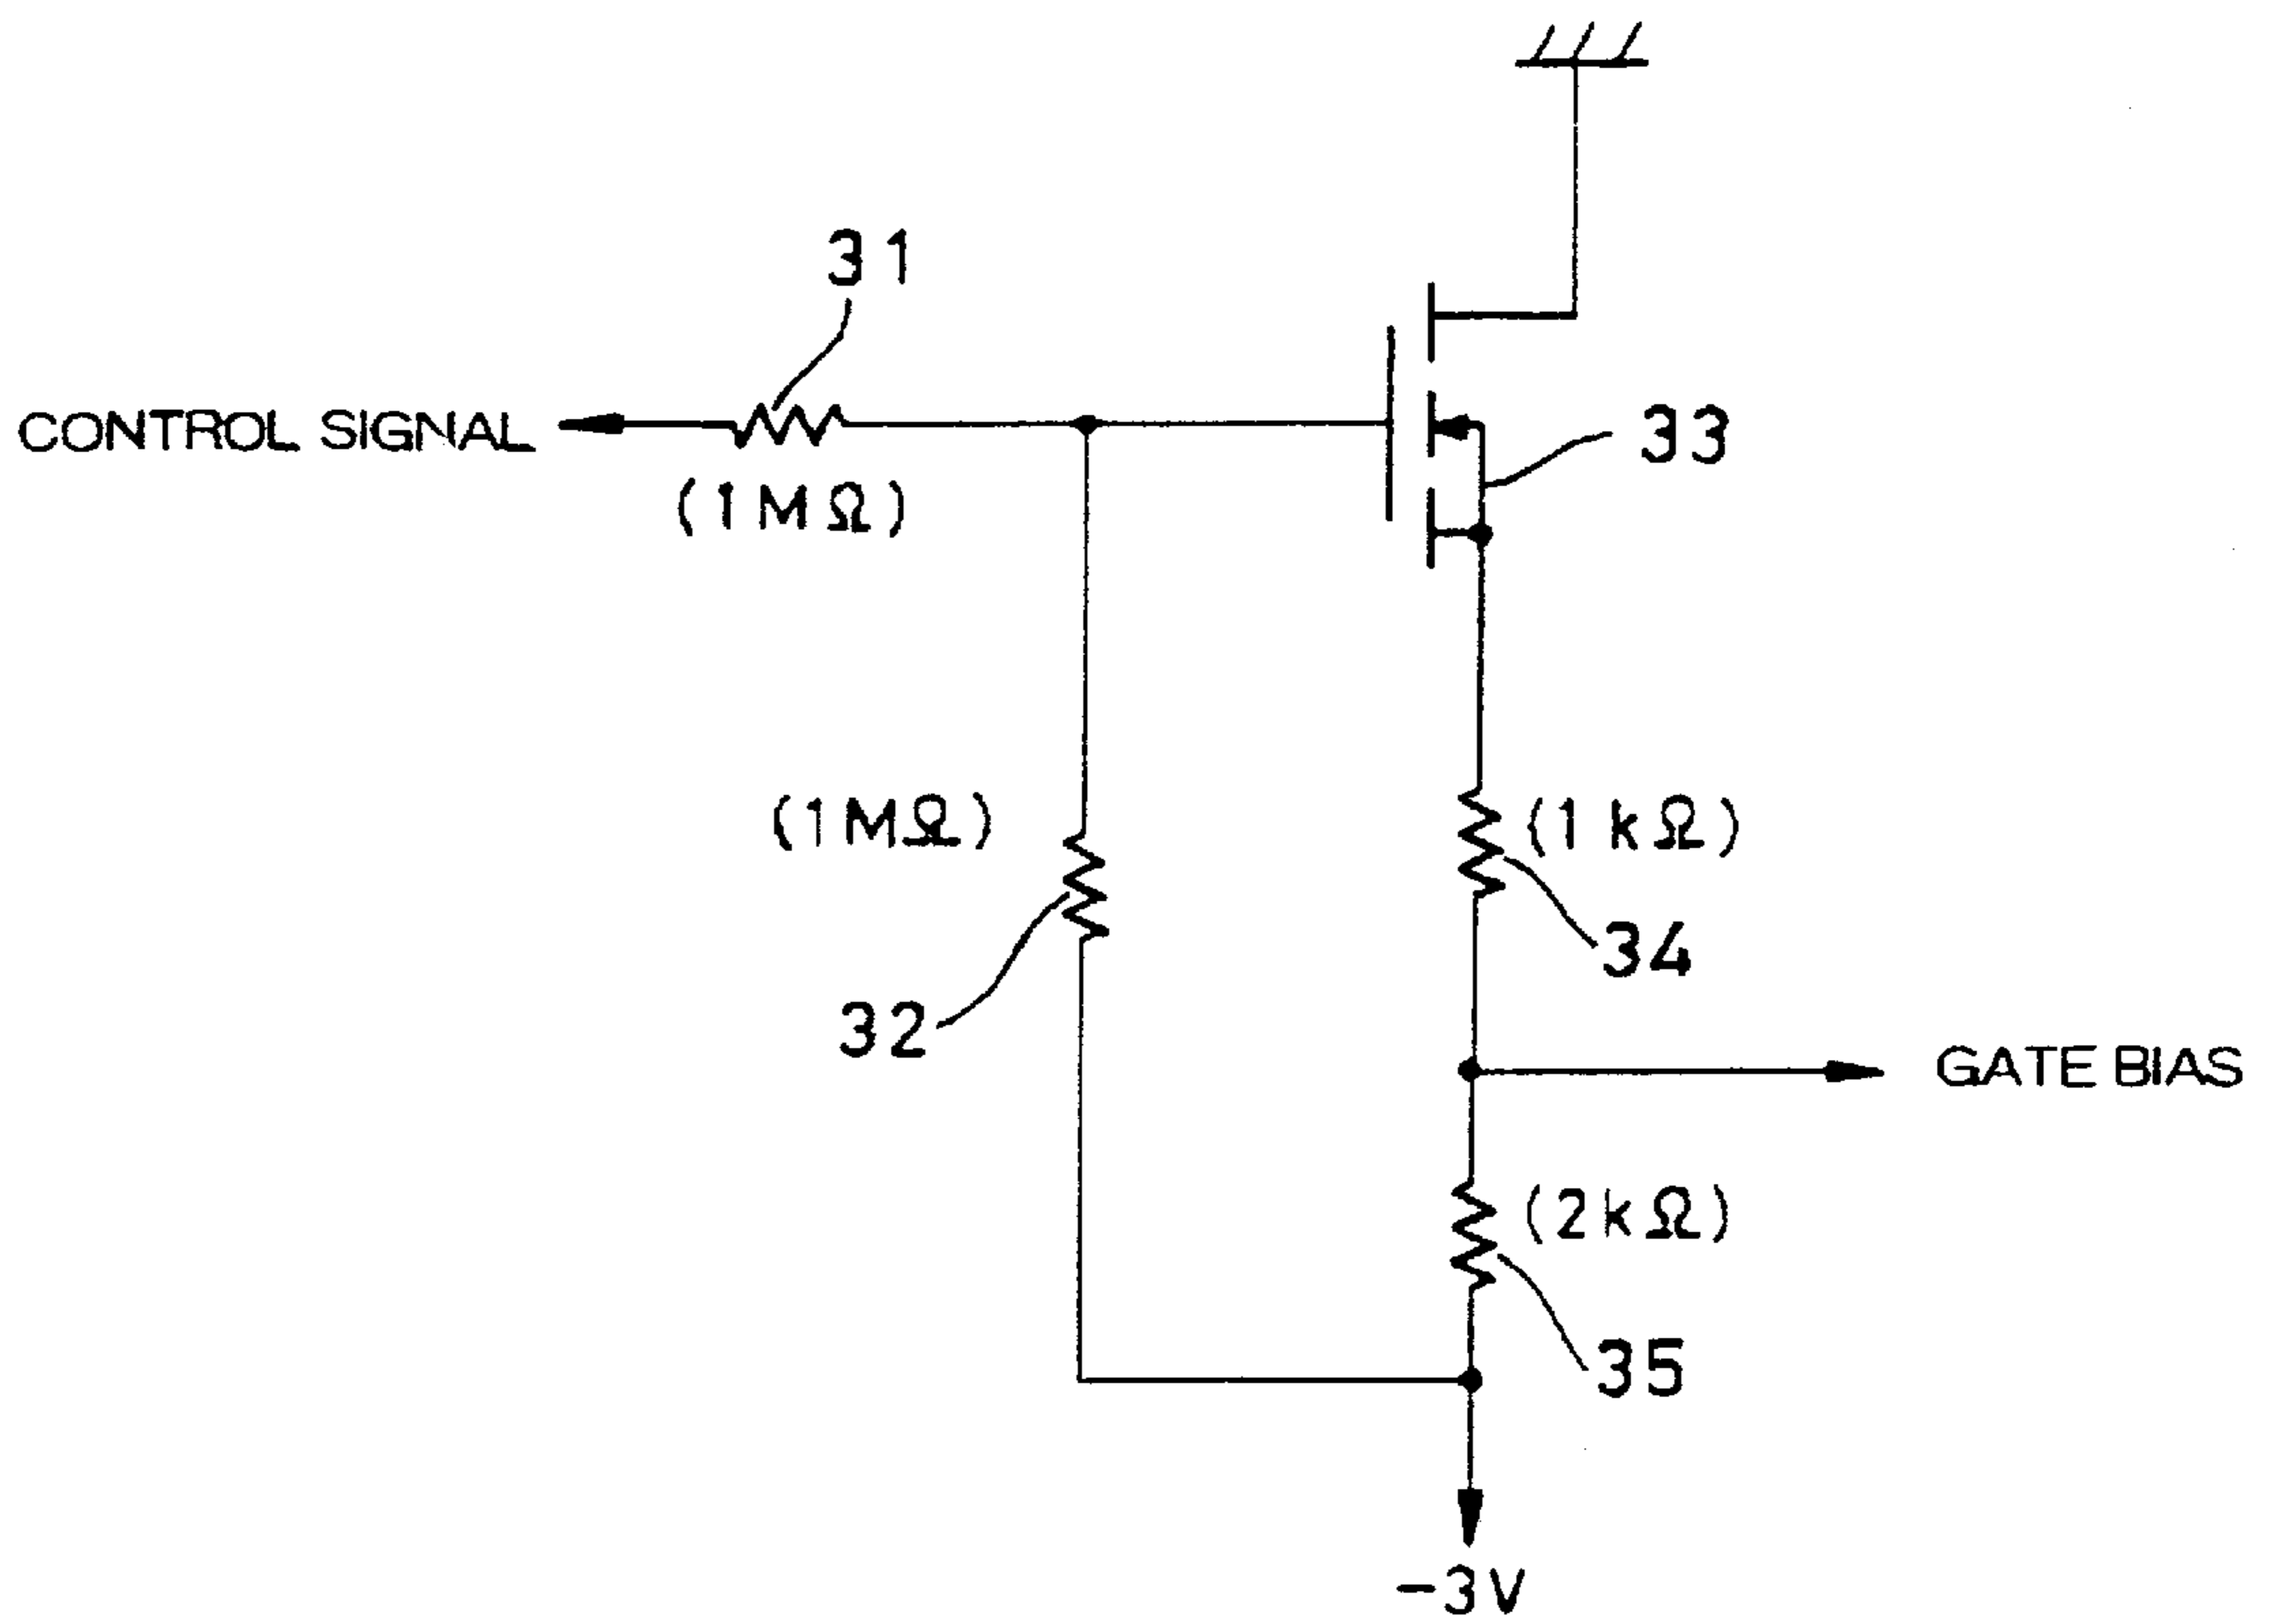 31
CONTROL SIGNAL
33
(1MΩ)
(1MΩ)
(1kΩ)
34
32
GATE BIAS
(2kΩ)
35
-3V